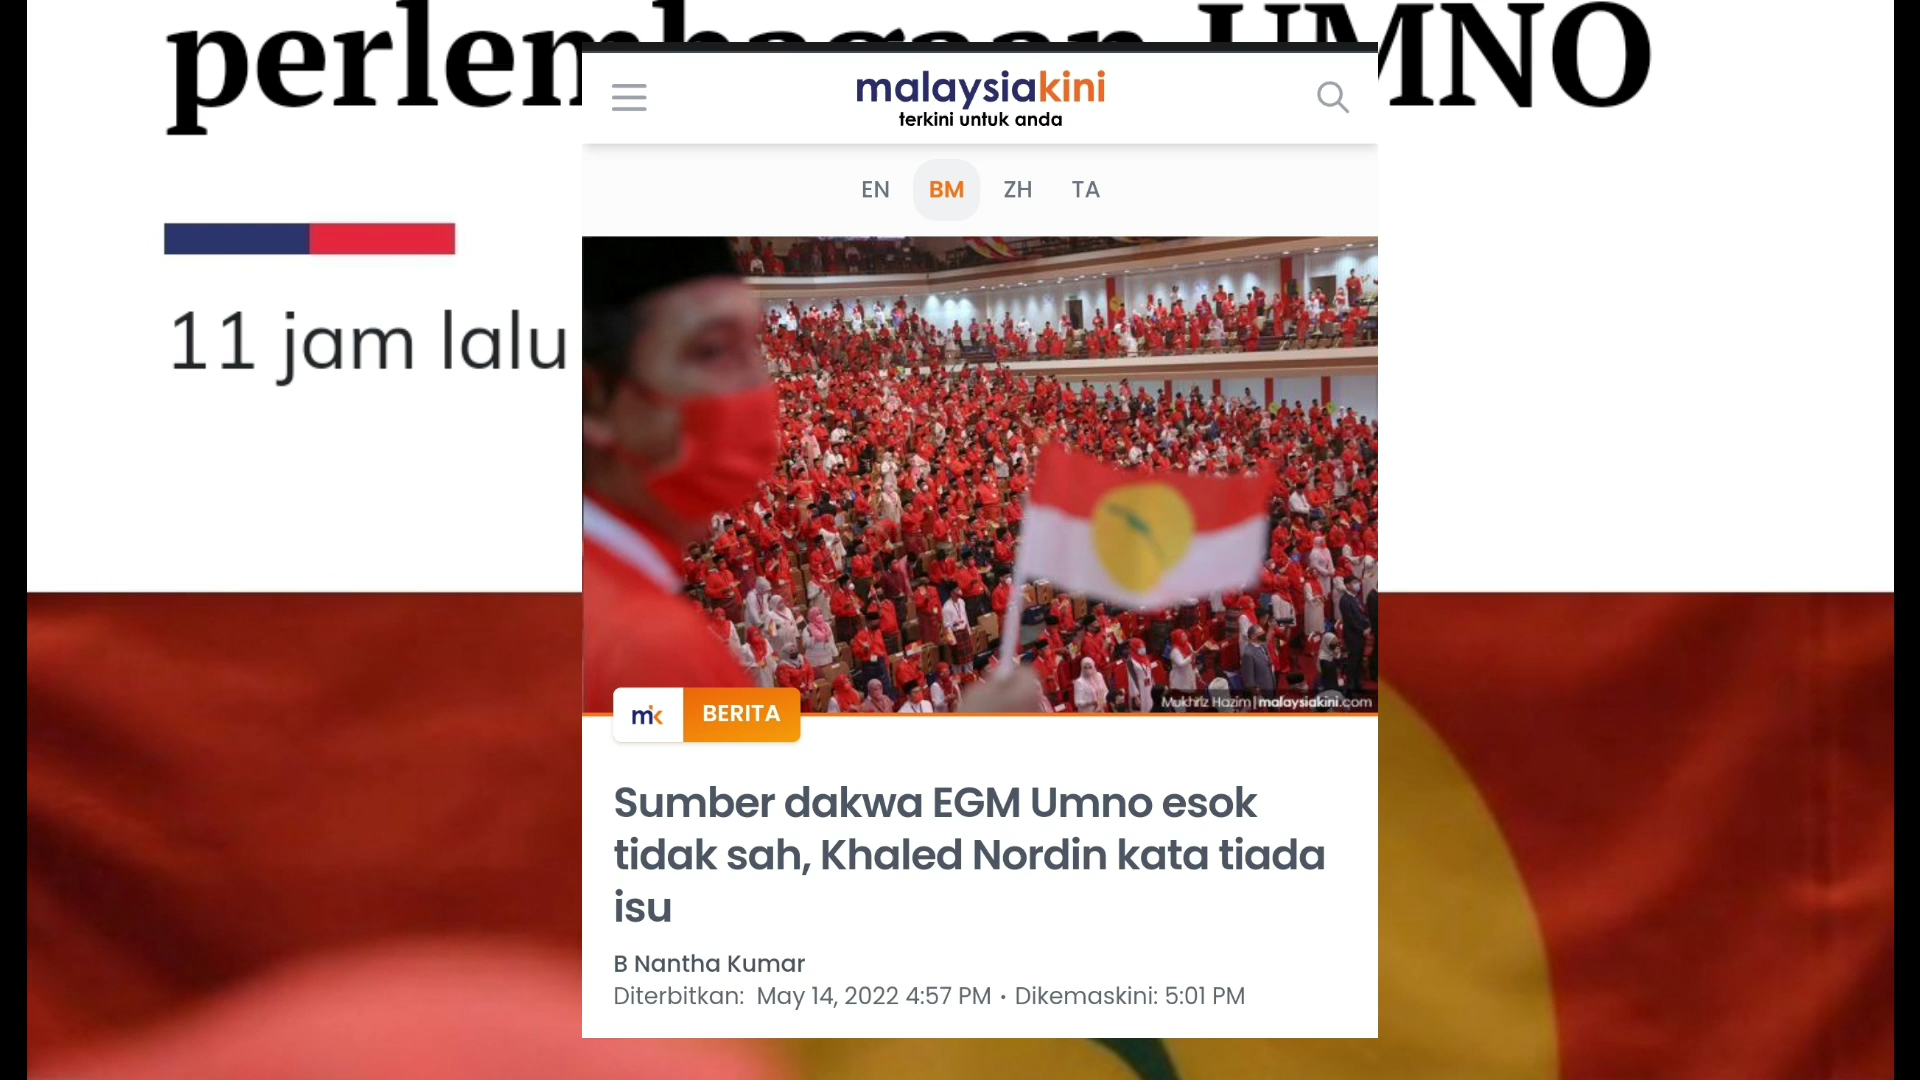 perlembagaan UMNO
11 jam lalu
malaysiakini
terkini untuk anda
EN BM ZH TA
Mukhriz Hazim | malaysiakini.com
mk BERITA
Sumber dakwa EGM Umno esok
tidak sah, Khaled Nordin kata tiada
isu
B Nantha Kumar
Diterbitkan: May 14, 2022 4:57 PM • Dikemaskini: 5:01 PM